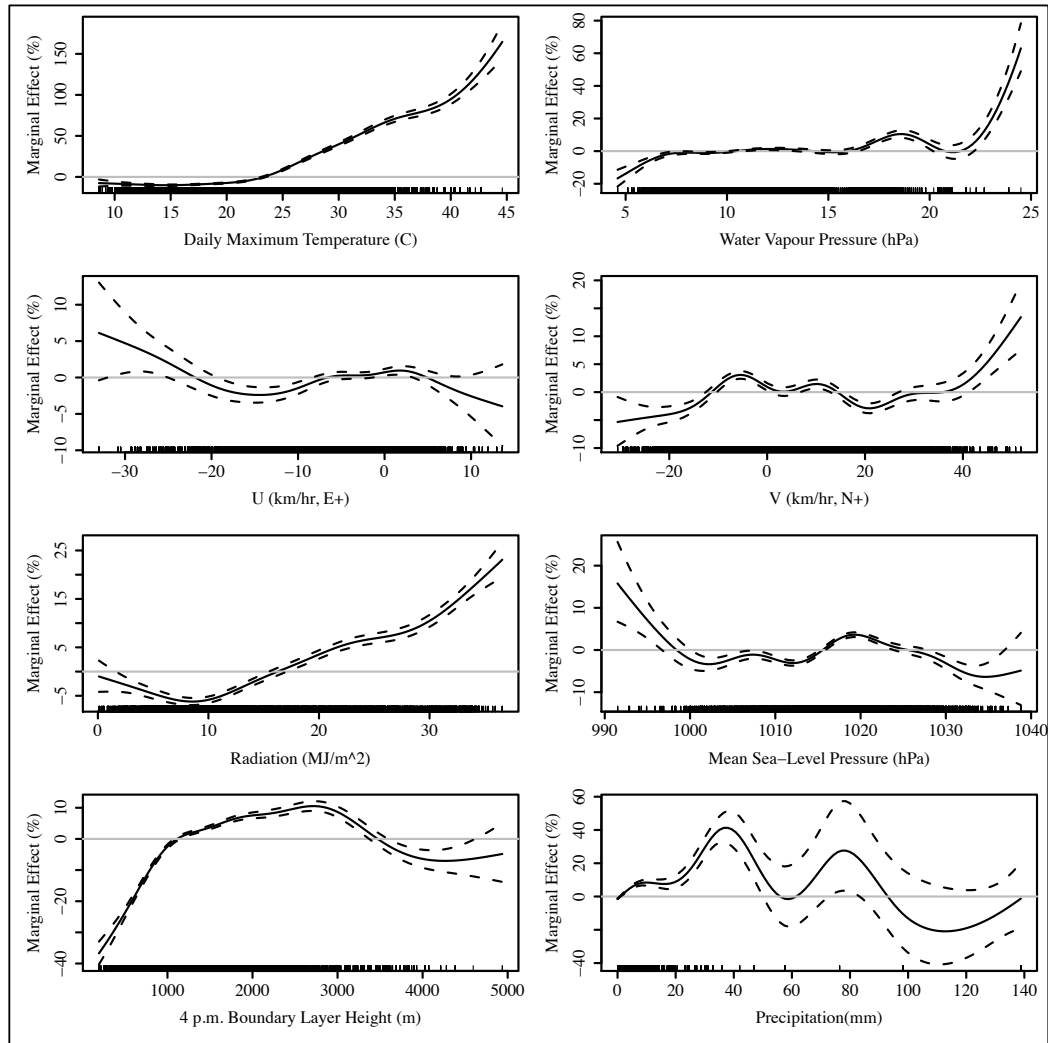 Marginal Effect (%)
0 50 100 150
10 15 20 25 30 35 40 45
Daily Maximum Temperature (C)
Marginal Effect (%)
−20 0 20 40 60 80
5 10 15 20 25
Water Vapour Pressure (hPa)
Marginal Effect (%)
−10 −5 0 5 10
−30 −20 −10 0 10
U (km/hr, E+)
Marginal Effect (%)
−10 0 5 10 20
−20 0 20 40
V (km/hr, N+)
Marginal Effect (%)
−5 5 15 25
0 10 20 30
Radiation (MJ/m^2)
Marginal Effect (%)
−10 0 10 20
990 1000 1010 1020 1030 1040
Mean Sea−Level Pressure (hPa)
Marginal Effect (%)
−40 −20 0 10
1000 2000 3000 4000 5000
4 p.m. Boundary Layer Height (m)
Marginal Effect (%)
−40 0 20 40 60
0 20 40 60 80 100 120 140
Precipitation(mm)